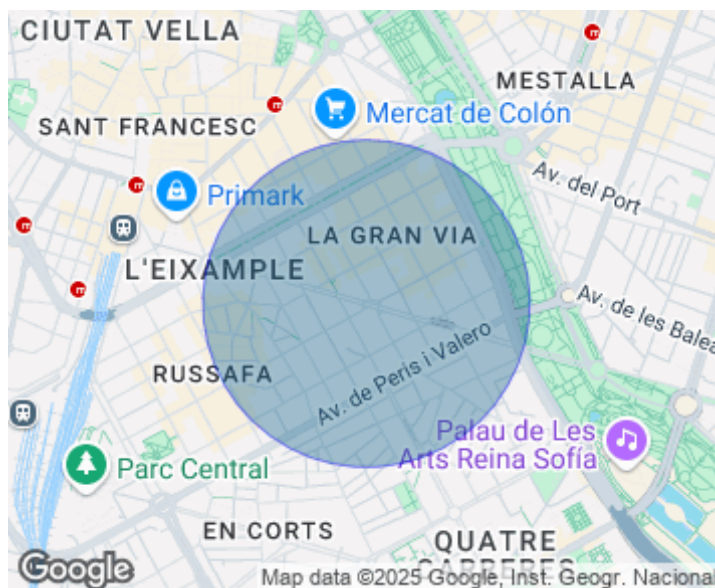 CIUTAT VELLA
MESTALLA
Mercat de Colón
SANT FRANCESC
Av. del Port
Primark
LA GRAN VIA
L'EIXAMPLE
Av. de les Balea
Av. de Peris i Valero
RUSSAFA
Palau de Les
Arts Reina Sofía
Parc Central
EN CORTS
QUATRE
CARRERES
Google
Map data ©2025 Google, Inst. Geogr. Nacional